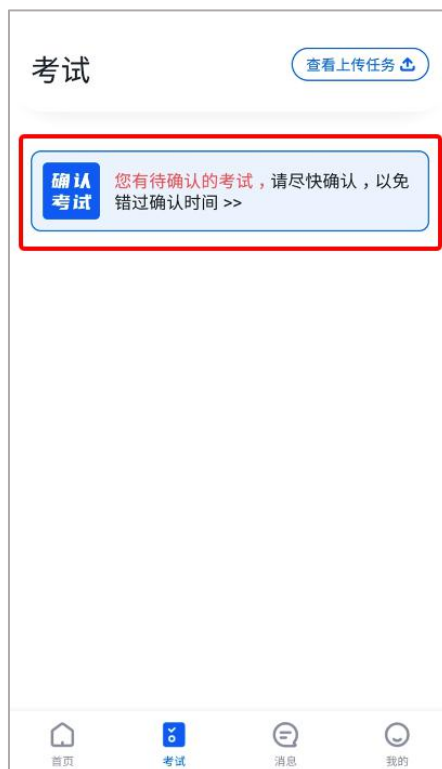 考试
查看上传任务
确认
考试
您有待确认的考试，请尽快确认，以免
错过确认时间 >>
首页
考试
消息
我的